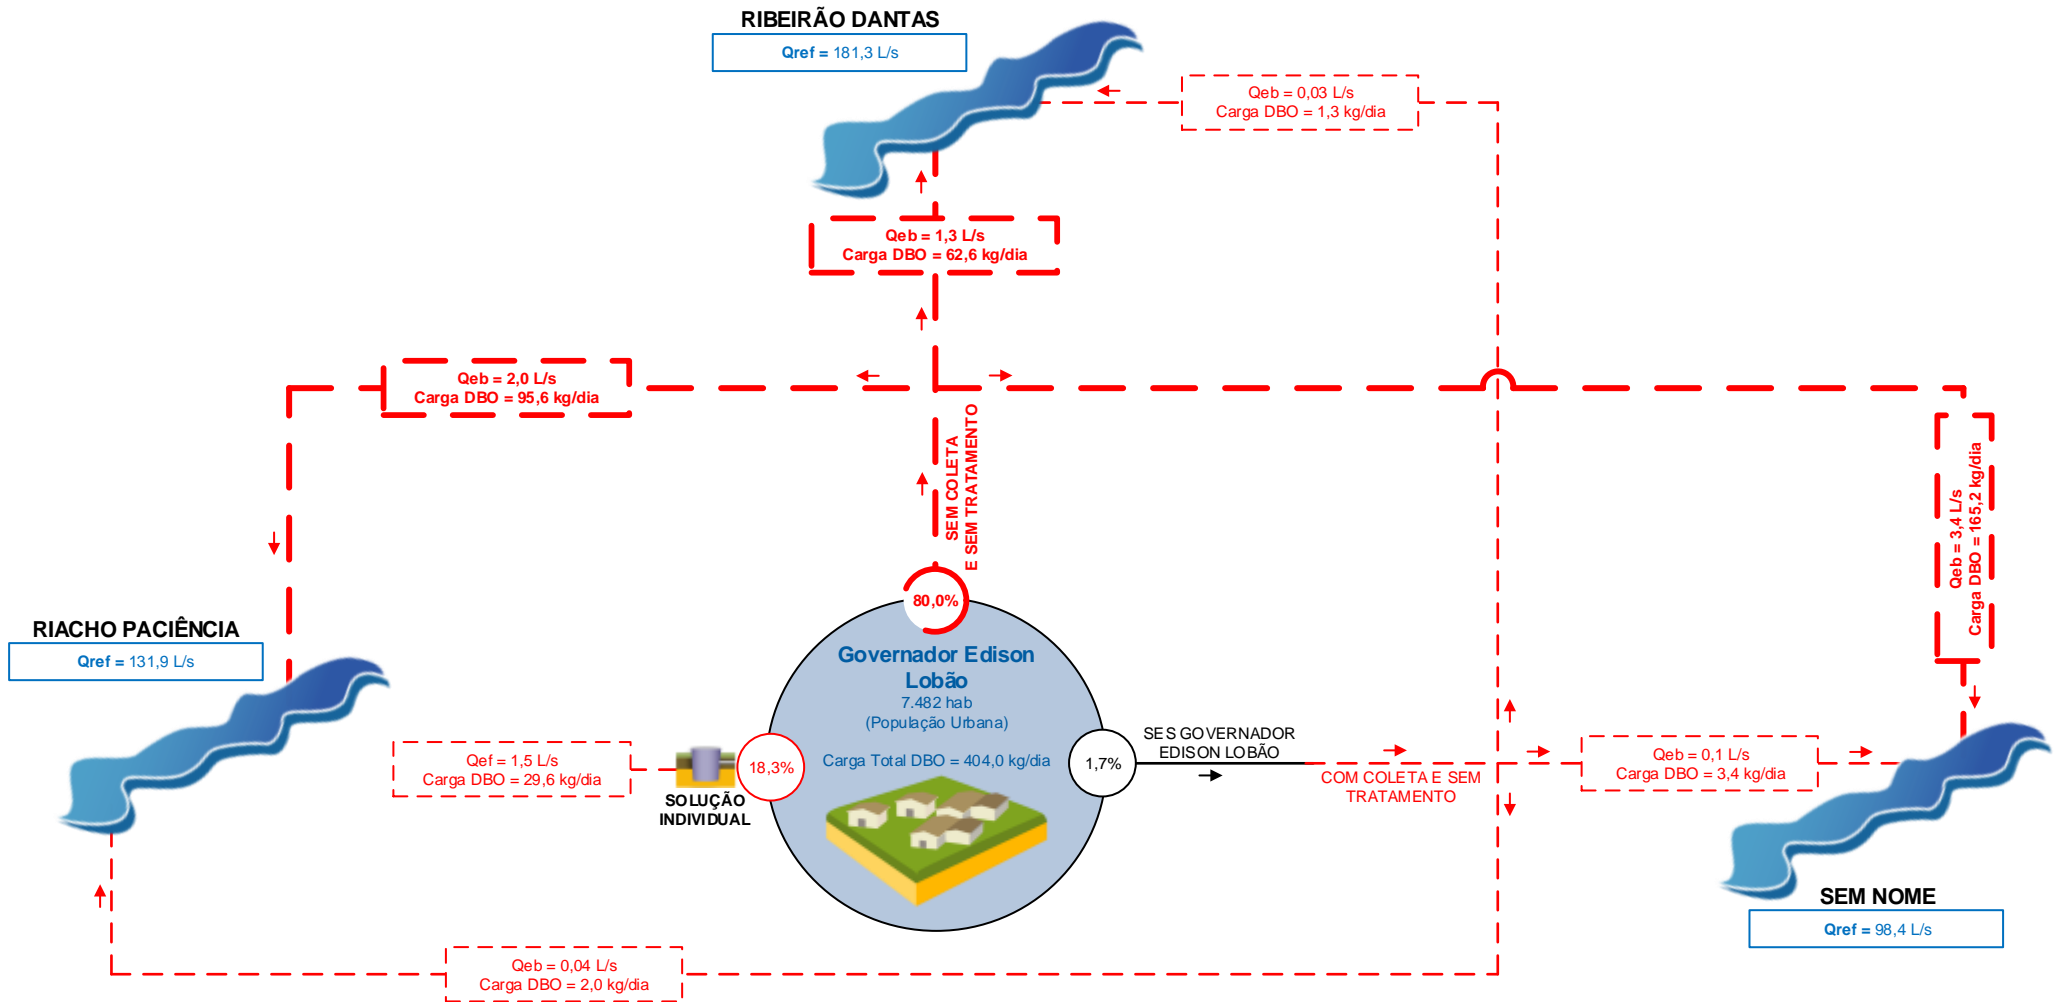 RIBEIRÃO DANTAS
Qref = 181,3 L/s
Qeb = 0,03 L/s
Carga DBO = 1,3 kg/dia
Qeb = 1,3 L/s
Carga DBO = 62,6 kg/dia
Qeb = 2,0 L/s
Carga DBO = 95,6 kg/dia
SEM COLETA
E SEM TRATAMENTO
Qeb = 3,4 L/s
Carga DBO = 165,2 kg/dia
80,0%
RIACHO PACIÊNCIA
Qref = 131,9 L/s
Governador Edison
Lobão
7.482 hab
(População Urbana)
Carga Total DBO = 404,0 kg/dia
Qef = 1,5 L/s
Carga DBO = 29,6 kg/dia
SOLUÇÃO
INDIVIDUAL
18,3%
1,7%
SES GOVERNADOR
EDISON LOBÃO
COM COLETA E SEM
TRATAMENTO
Qeb = 0,1 L/s
Carga DBO = 3,4 kg/dia
SEM NOME
Qref = 98,4 L/s
Qeb = 0,04 L/s
Carga DBO = 2,0 kg/dia